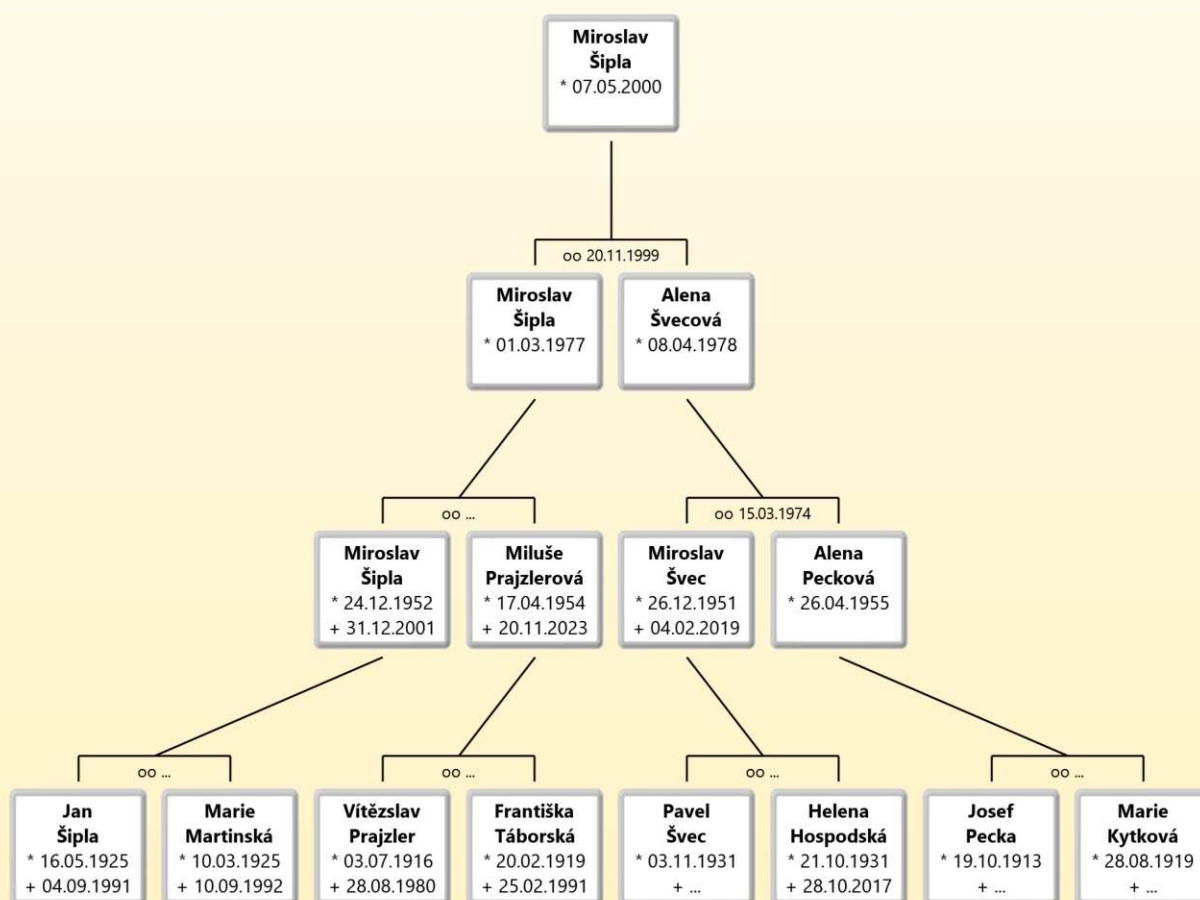 Miroslav
Šipla
* 07.05.2000
oo 20.11.1999
Miroslav
Šipla
* 01.03.1977
Alena
Švecová
* 08.04.1978
oo ...
oo 15.03.1974
Miroslav
Šipla
* 24.12.1952
+ 31.12.2001
Miluše
Prajzlerová
* 17.04.1954
+ 20.11.2023
Miroslav
Švec
* 26.12.1951
+ 04.02.2019
Alena
Pecková
* 26.04.1955
oo ...
oo ...
oo ...
oo ...
Jan
Šipla
* 16.05.1925
+ 04.09.1991
Marie
Martinská
* 10.03.1925
+ 10.09.1992
Vítězslav
Prajzler
* 03.07.1916
+ 28.08.1980
Františka
Táborská
* 20.02.1919
+ 25.02.1991
Pavel
Švec
* 03.11.1931
+ ...
Helena
Hospodská
* 21.10.1931
+ 28.10.2017
Josef
Pecka
* 19.10.1913
+ ...
Marie
Kytková
* 28.08.1919
+ ...